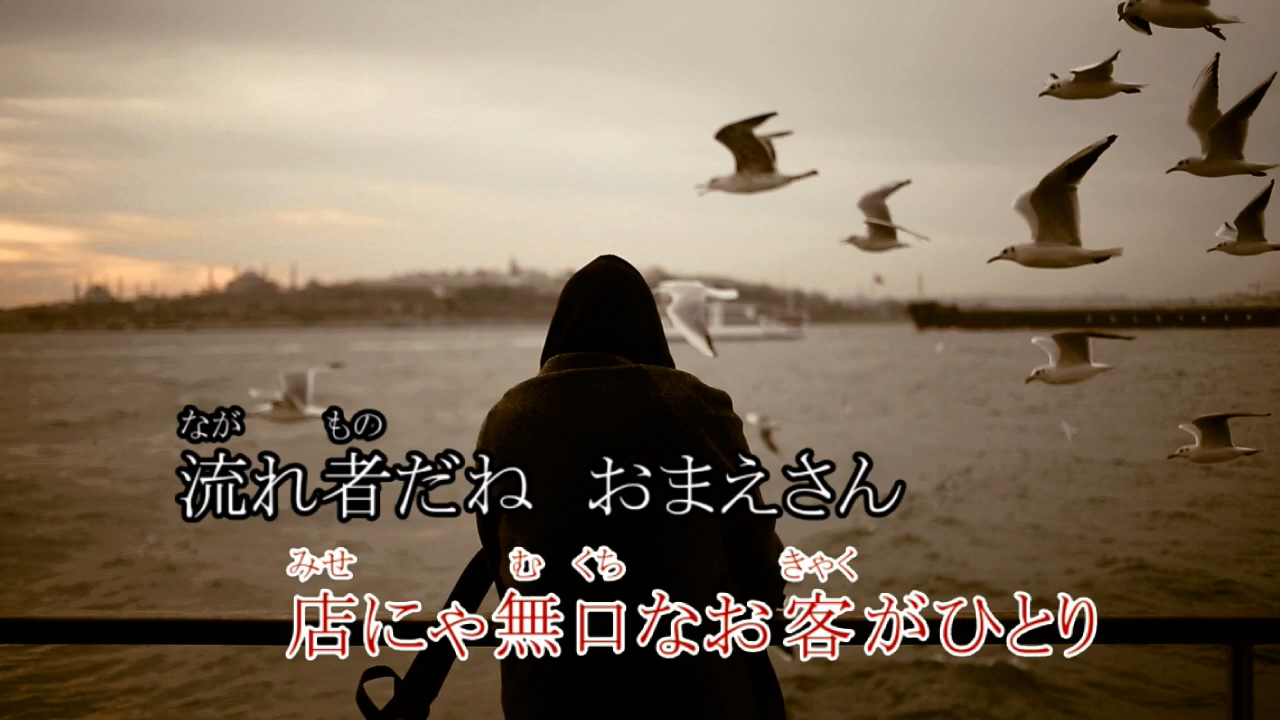 なが もの
流れ者だね　おまえさん
みせ む くち きゃく
店にゃ無口なお客がひとり